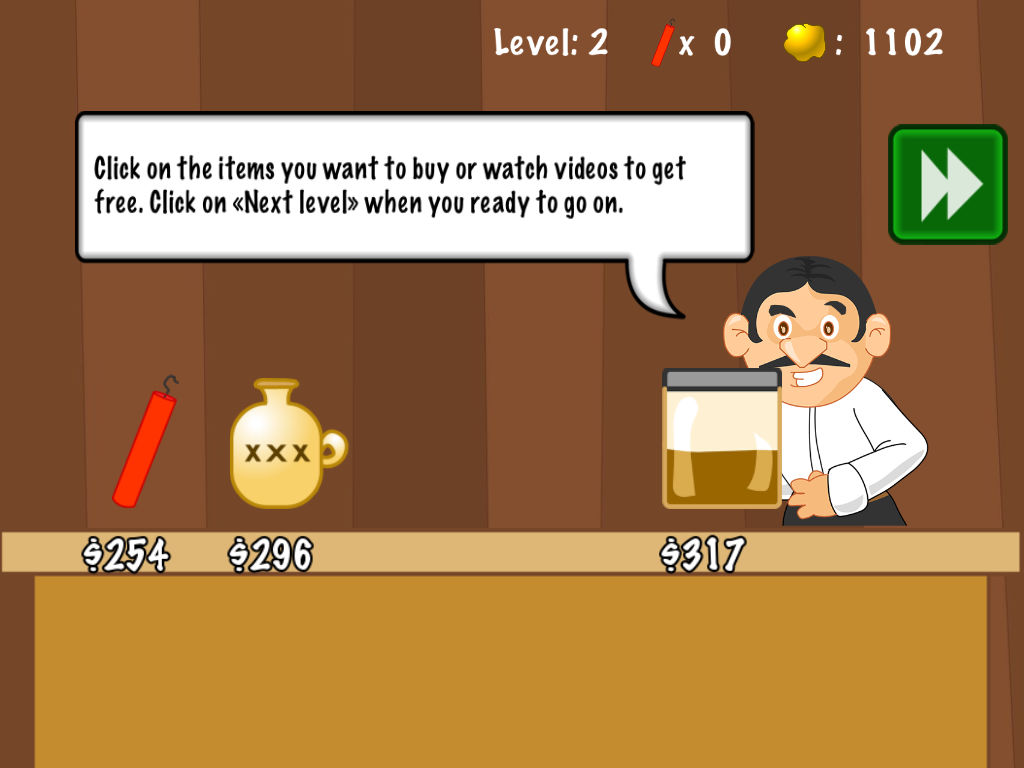 Level: 2 x 0 : 1102
Click on the items you want to buy or watch videos to get
free. Click on «Next level» when you ready to go on.
XXX
$254 $296 $317